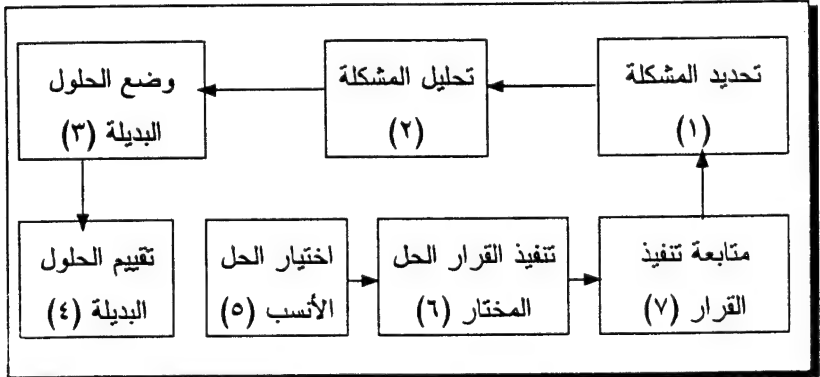 تحديد المشكلة
(١)
تحليل المشكلة
(٢)
وضع الحلول
البديلة (٣)
تقييم الحلول
البديلة (٤)
اختيار الحل
الأنسب (٥)
تنفيذ القرار الحل
المختار (٦)
متابعة تنفيذ
القرار (٧)